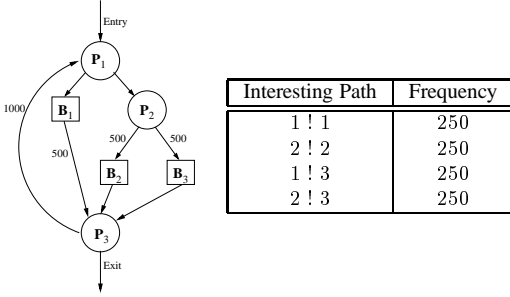 Entry
P1
1000
B1
P2
500
500
500
B2
B3
P3
Exit
Interesting Path Frequency
1 ! 1 250
2 ! 2 250
1 ! 3 250
2 ! 3 250